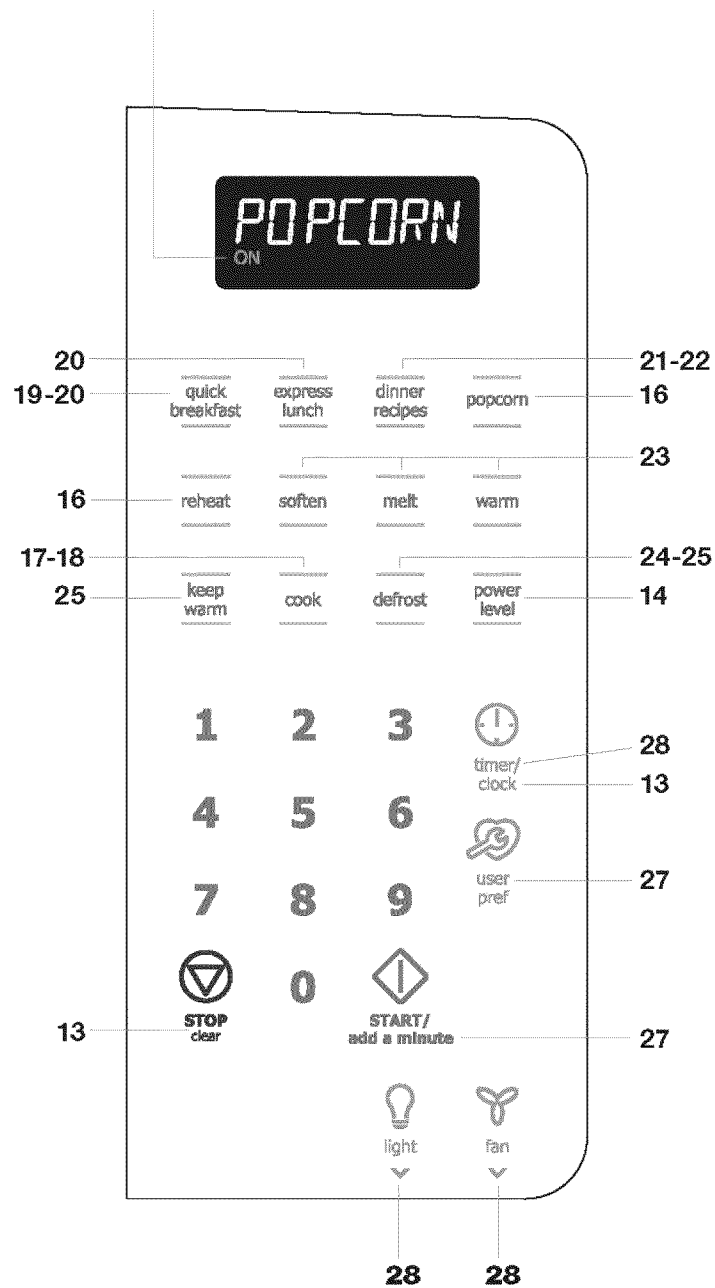 POPCORN
ON
20
21-22
19-20
quick
breakfast
express
lunch
dinner
recipes
popcorn
16
23
16
reheat
soften
melt
warm
17-18
24-25
25
keep
warm
cook
defrost
power
level
14
1
2
3
timer/
clock
28
13
4
5
6
user
pref
27
7
8
9
STOP
clear
13
0
START/
add a minute
27
light
fan
28
28